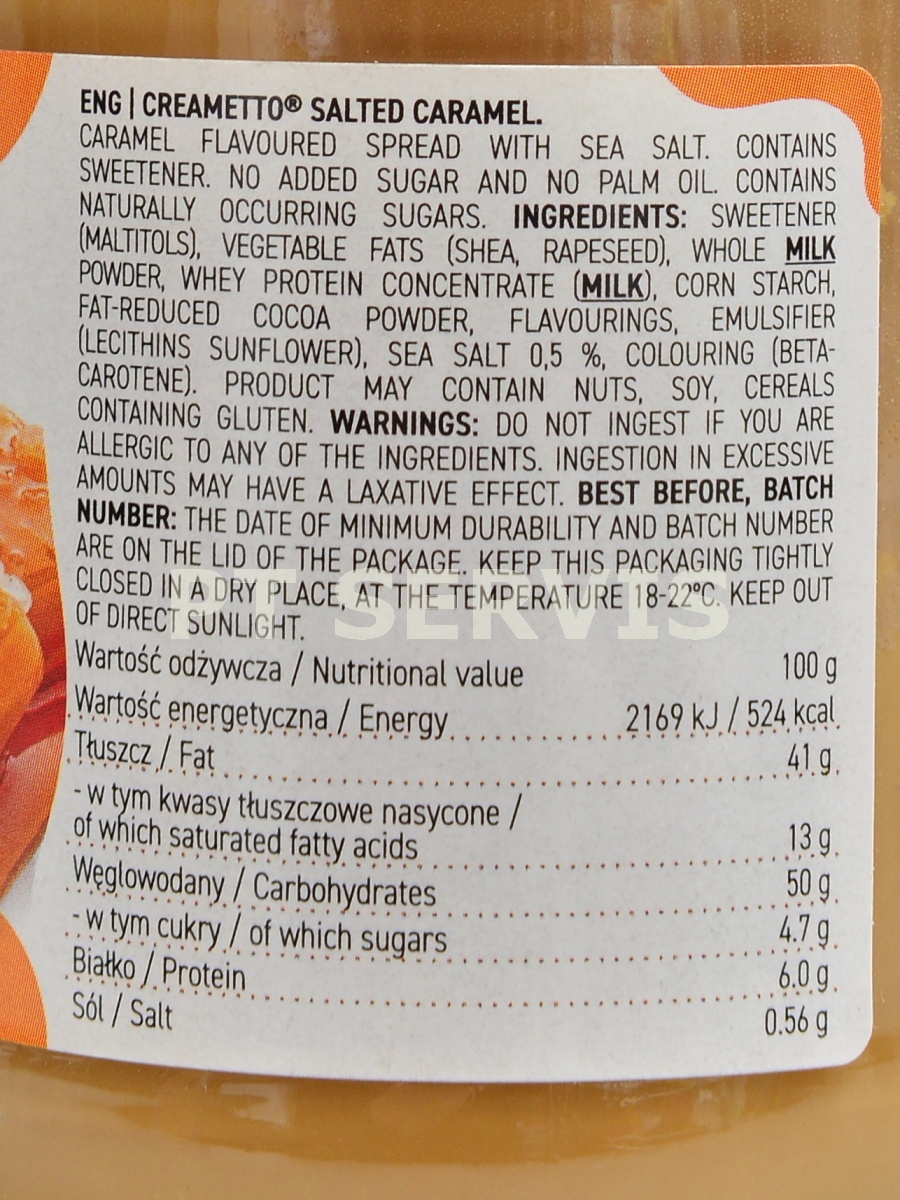 ENG | CREAMETTO® SALTED CARAMEL.
CARAMEL FLAVOURED SPREAD WITH SEA SALT. CONTAINS
SWEETENER. NO ADDED SUGAR AND NO PALM OIL. CONTAINS
NATURALLY OCCURRING SUGARS. INGREDIENTS: SWEETENER
(MALTITOLS), VEGETABLE FATS (SHEA, RAPESEED), WHOLE MILK
POWDER, WHEY PROTEIN CONCENTRATE (MILK), CORN STARCH,
FAT-REDUCED COCOA POWDER, FLAVOURINGS, EMULSIFIER
(LECITHINS SUNFLOWER), SEA SALT 0,5 %, COLOURING (BETA-
CAROTENE). PRODUCT MAY CONTAIN NUTS, SOY, CEREALS
CONTAINING GLUTEN. WARNINGS: DO NOT INGEST IF YOU ARE
ALLERGIC TO ANY OF THE INGREDIENTS. INGESTION IN EXCESSIVE
AMOUNTS MAY HAVE A LAXATIVE EFFECT. BEST BEFORE, BATCH
NUMBER: THE DATE OF MINIMUM DURABILITY AND BATCH NUMBER
ARE ON THE LID OF THE PACKAGE. KEEP THIS PACKAGING TIGHTLY
CLOSED IN A DRY PLACE, AT THE TEMPERATURE 18-22°C. KEEP OUT
OF DIRECT SUNLIGHT.
PT SERVIS
Wartość odżywcza / Nutritional value 100 g
Wartość energetyczna / Energy 2169 kJ / 524 kcal
Tłuszcz / Fat 41 g
- w tym kwasy tłuszczowe nasycone /
of which saturated fatty acids 13 g
Węglowodany / Carbohydrates 50 g
- w tym cukry / of which sugars 4.7 g
Białko / Protein 6.0 g
Sól / Salt 0.56 g